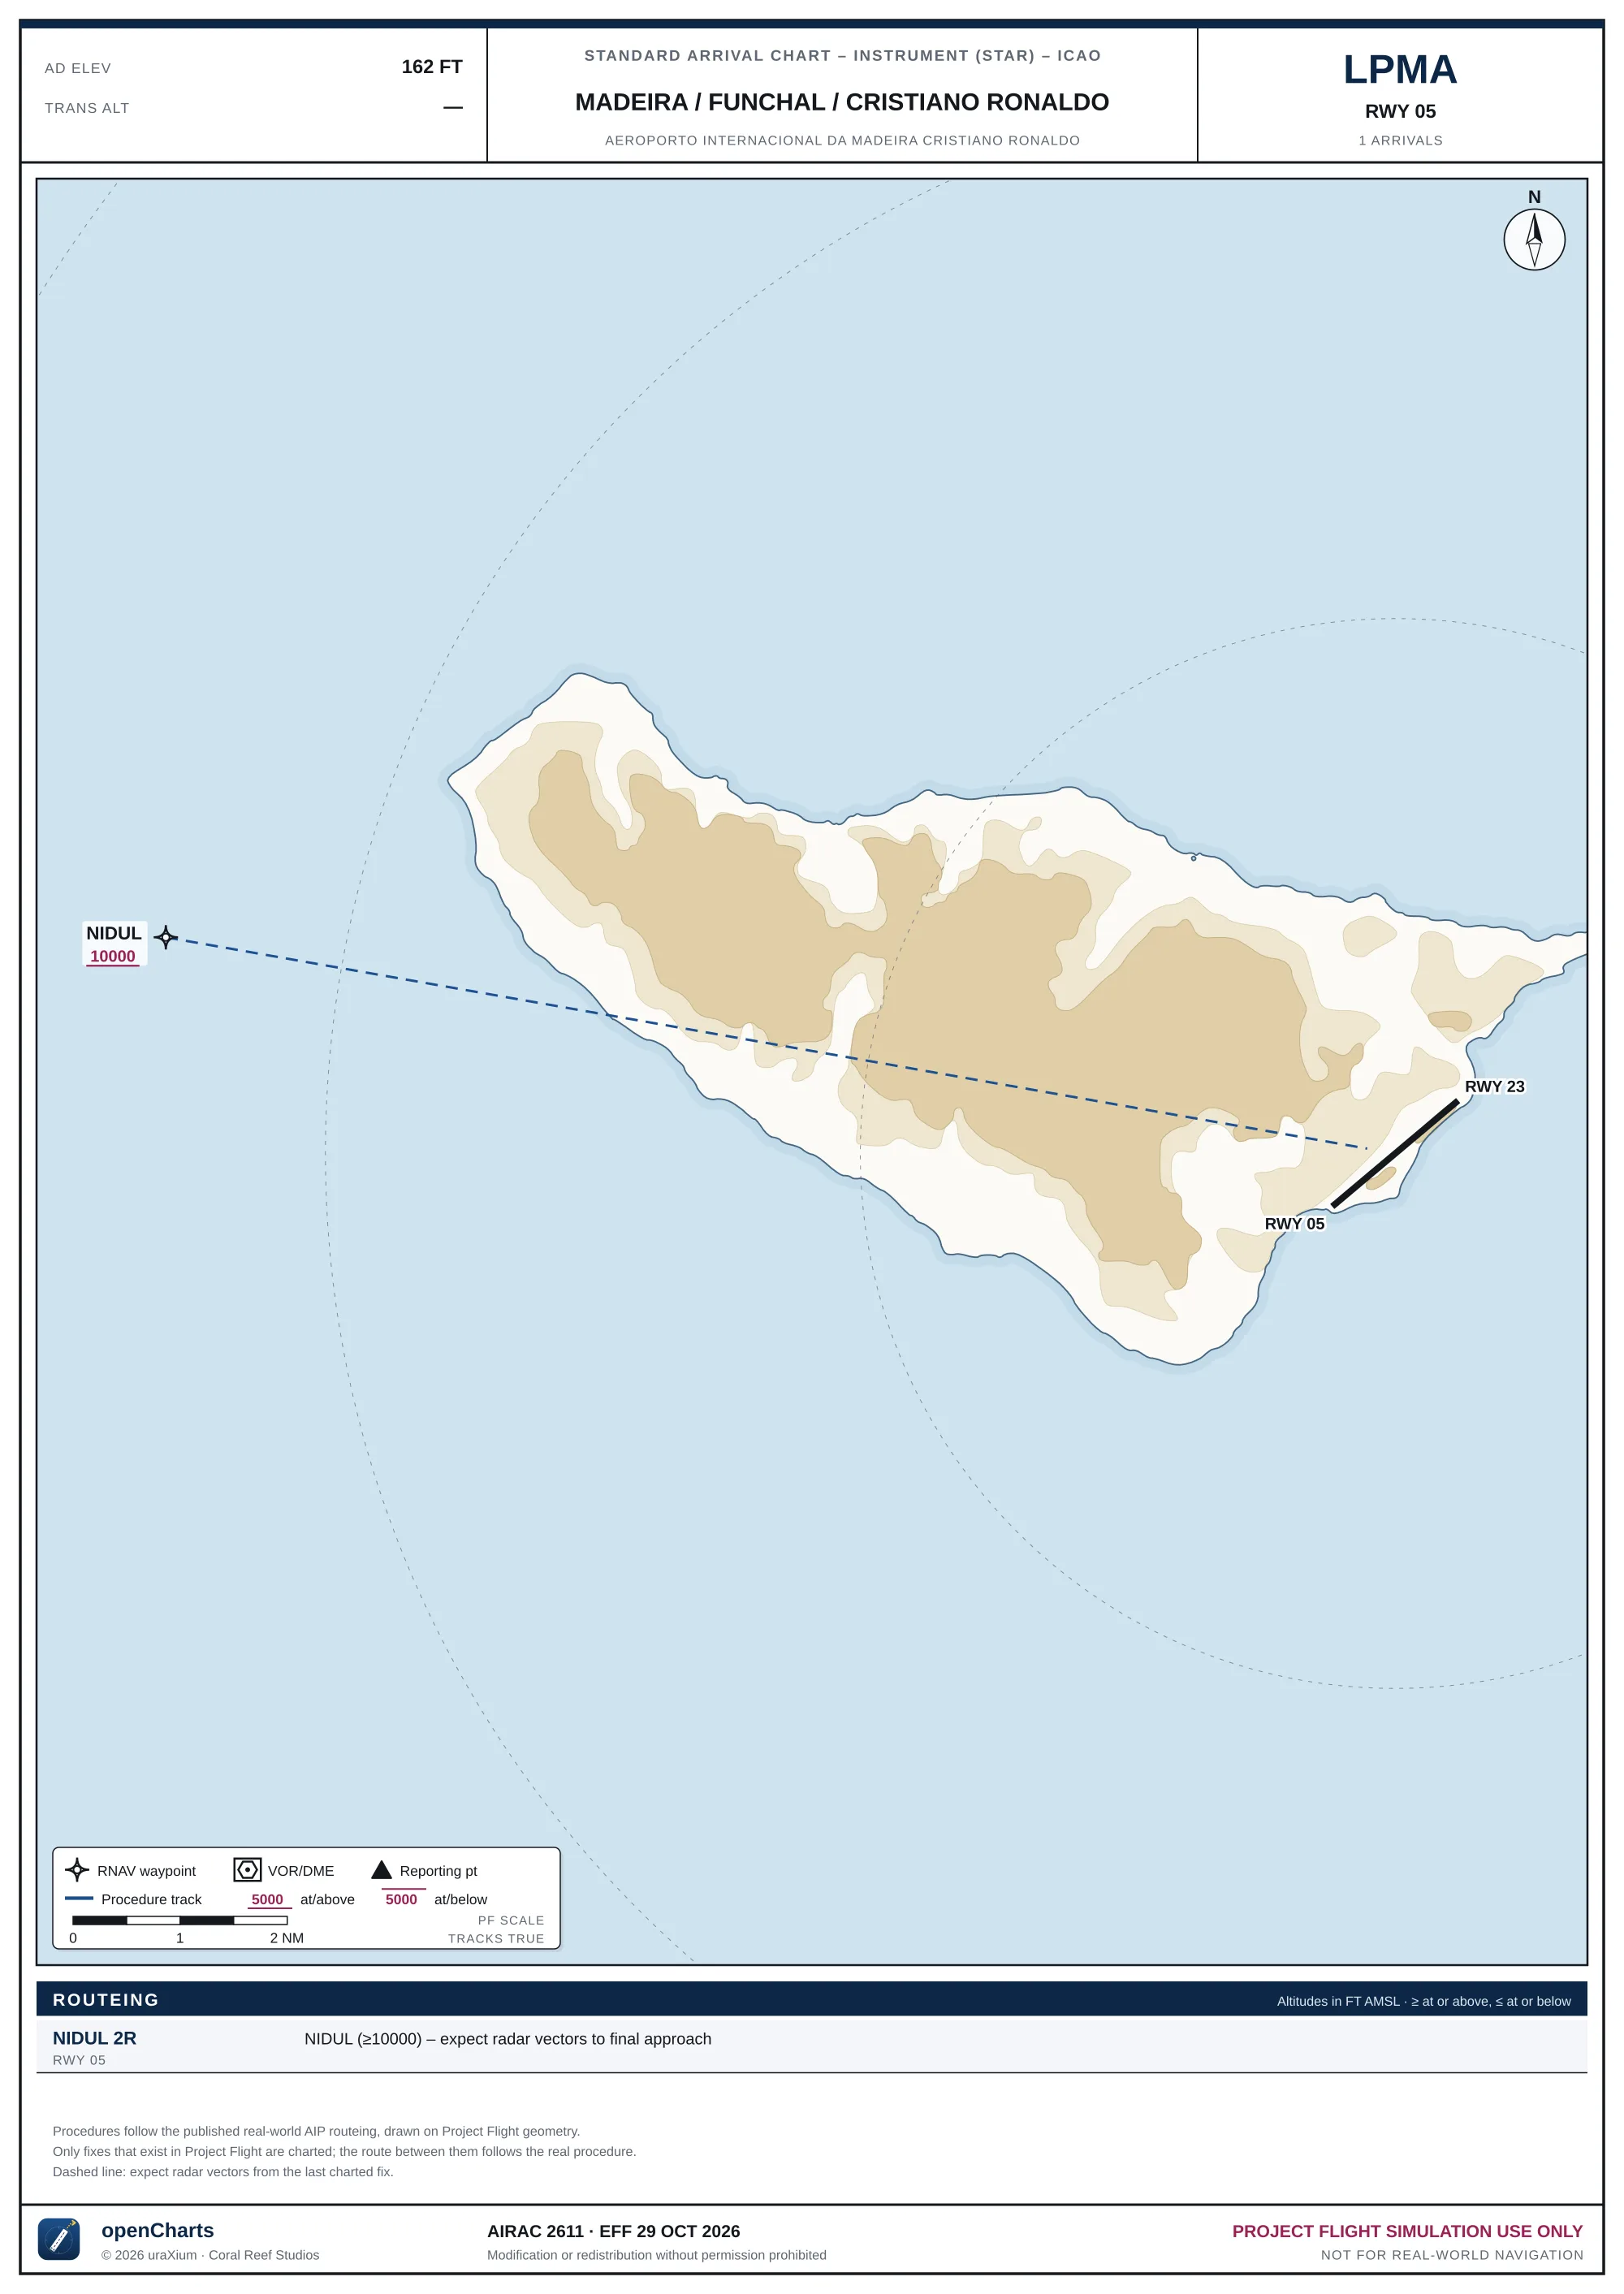 AD ELEV 162 FT
TRANS ALT —
STANDARD ARRIVAL CHART – INSTRUMENT (STAR) – ICAO
MADEIRA / FUNCHAL / CRISTIANO RONALDO
AEROPORTO INTERNACIONAL DA MADEIRA CRISTIANO RONALDO
LPMA
RWY 05
1 ARRIVALS
N
NIDUL
10000
RWY 23
RWY 05
RNAV waypoint VOR/DME Reporting pt
Procedure track 5000 at/above 5000 at/below
PF SCALE
0 1 2 NM TRACKS TRUE
ROUTEING Altitudes in FT AMSL · ≥ at or above, ≤ at or below
NIDUL 2R NIDUL (≥10000) – expect radar vectors to final approach
RWY 05
Procedures follow the published real-world AIP routeing, drawn on Project Flight geometry.
Only fixes that exist in Project Flight are charted; the route between them follows the real procedure.
Dashed line: expect radar vectors from the last charted fix.
openCharts
© 2026 uraXium · Coral Reef Studios
AIRAC 2611 · EFF 29 OCT 2026
Modification or redistribution without permission prohibited
PROJECT FLIGHT SIMULATION USE ONLY
NOT FOR REAL-WORLD NAVIGATION